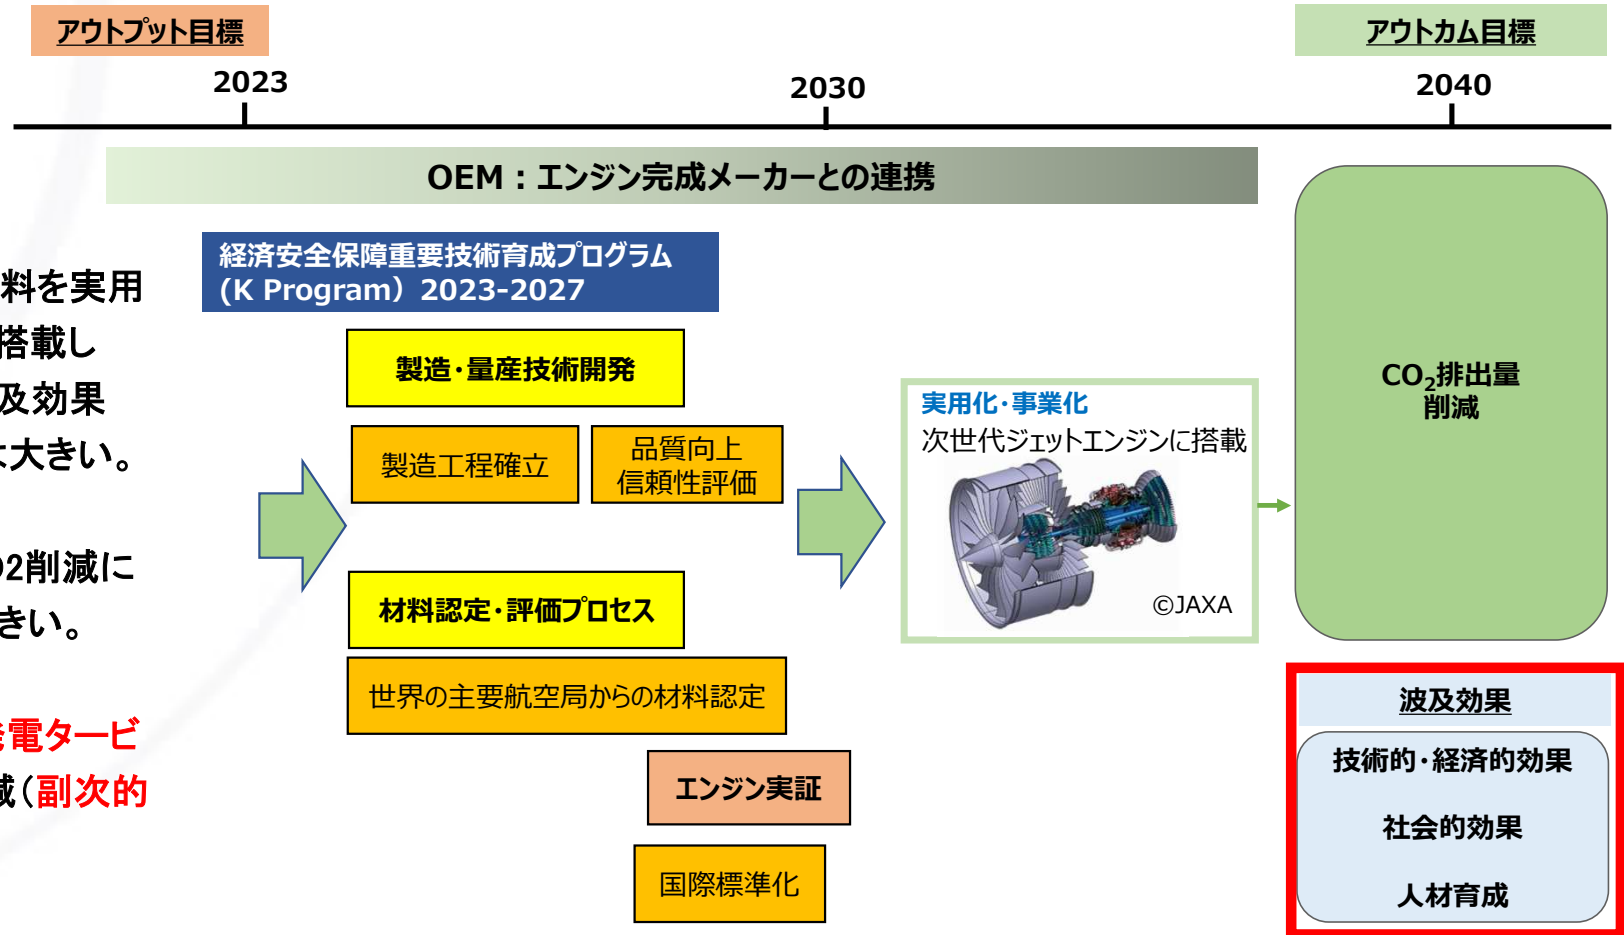 アウトプット目標
アウトカム目標
2023
2030
2040
OEM：エンジン完成メーカーとの連携
経済安全保障重要技術育成プログラム
(K Program）2023-2027
料を実用
搭載し
及効果
大きい。
2削減に
きい。
発電タービ
減（副次的
製造・量産技術開発
製造工程確立
品質向上
信頼性評価
材料認定・評価プロセス
世界の主要航空局からの材料認定
エンジン実証
国際標準化
実用化・事業化
次世代ジェットエンジンに搭載
©JAXA
CO₂排出量
削減
波及効果
技術的・経済的効果
社会的効果
人材育成